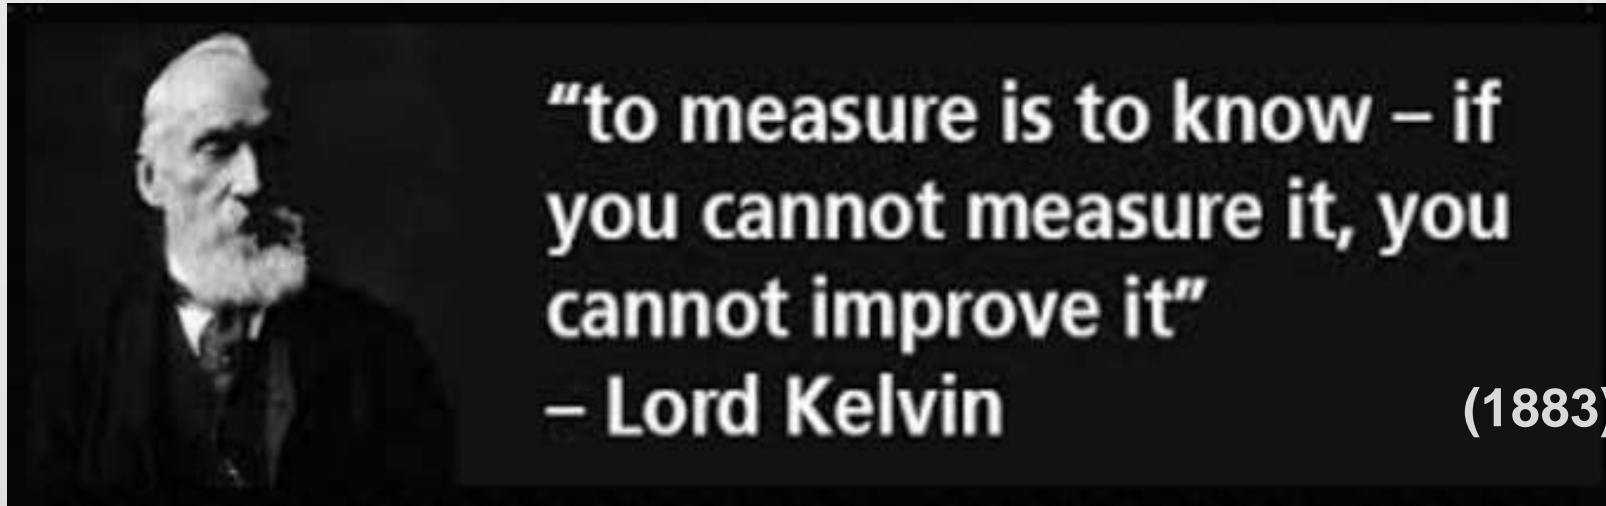 “to measure is to know – if
you cannot measure it, you
cannot improve it”
– Lord Kelvin
(1883)